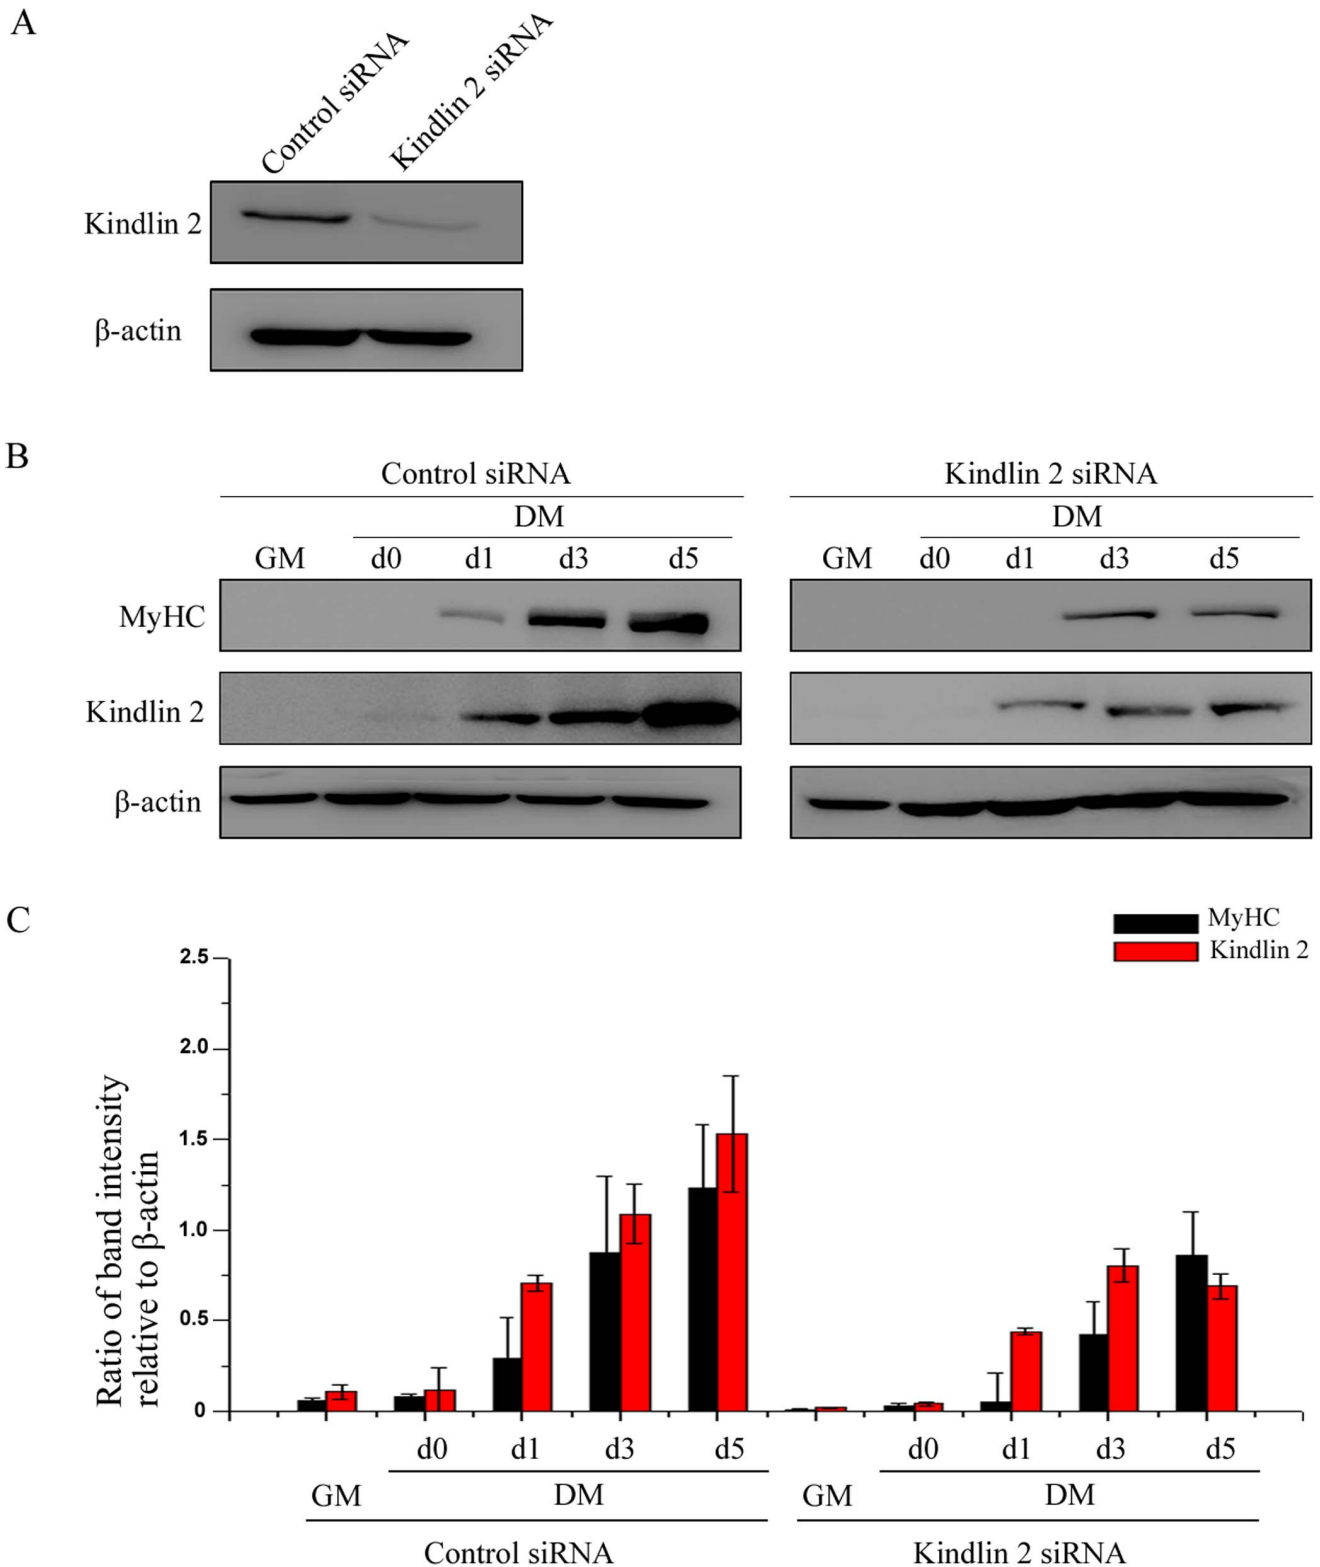 A
Control siRNA
Kindlin 2 siRNA
Kindlin 2
β-actin
B
Control siRNA
Kindlin 2 siRNA
DM
DM
GM d0 d1 d3 d5
GM d0 d1 d3 d5
MyHC
Kindlin 2
β-actin
C
MyHC
Kindlin 2
Ratio of band intensity
relative to β-actin
2.5
2.0
1.5
1.0
0.5
0
d0 d1 d3 d5 d0 d1 d3 d5
GM DM GM DM
Control siRNA Kindlin 2 siRNA